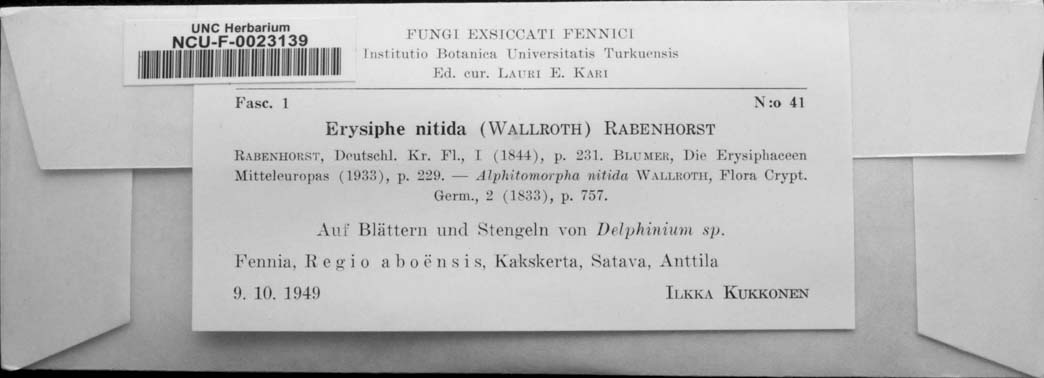 UNC Herbarium
NCU-F-0023139
FUNGI EXSICCATI FENNICI
Institutio Botanica Universitatis Turkuensis
Ed. cur. LAURI E. KARI
Fasc. 1 N:o 41
Erysiphe nitida (WALLROTH) RABENHORST
RABENHORST, Deutschl. Kr. Fl., I (1844), p. 231. BLUMER, Die Erysiphaceen
Mitteleuropas (1933), p. 229. — Alphitomorpha nitida WALLROTH, Flora Crypt.
Germ., 2 (1833), p. 757.
Auf Blättern und Stengeln von Delphinium sp.
Fennia, Regio aboënsis, Kakskerta, Satava, Anttila
9. 10. 1949 ILKKA KUKKONEN